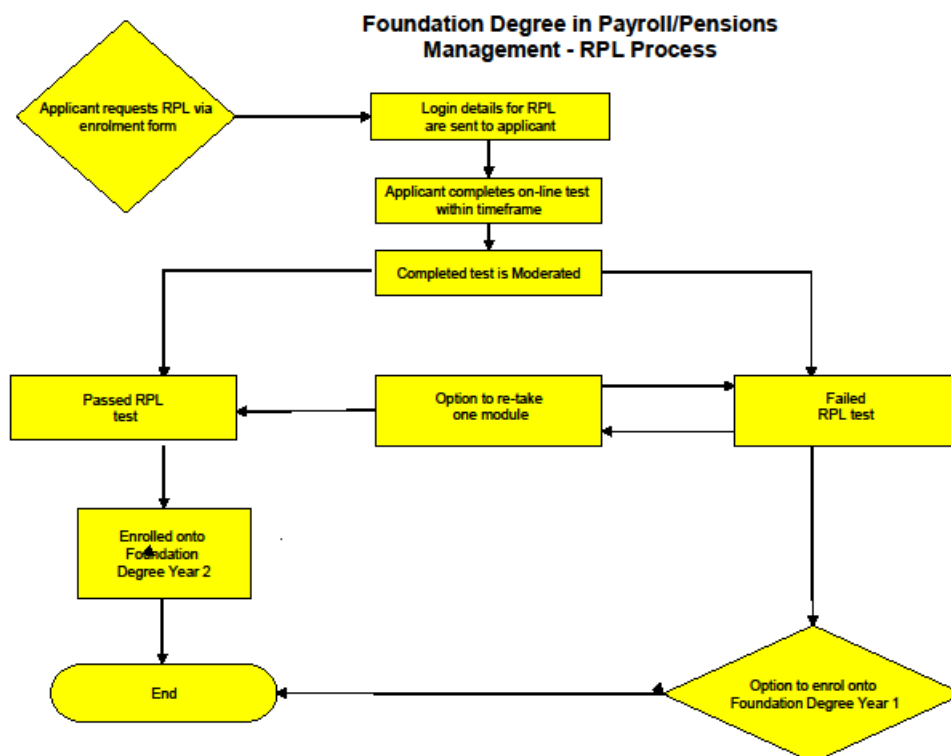 Foundation Degree in Payroll/Pensions
Management - RPL Process
Applicant requests RPL via
enrolment form
Login details for RPL
are sent to applicant
Applicant completes on-line test
within timeframe
Completed test is Moderated
Passed RPL
test
Option to re-take
one module
Failed
RPL test
Enrolled onto
Foundation
Degree Year 2
End
Option to enrol onto
Foundation Degree Year 1